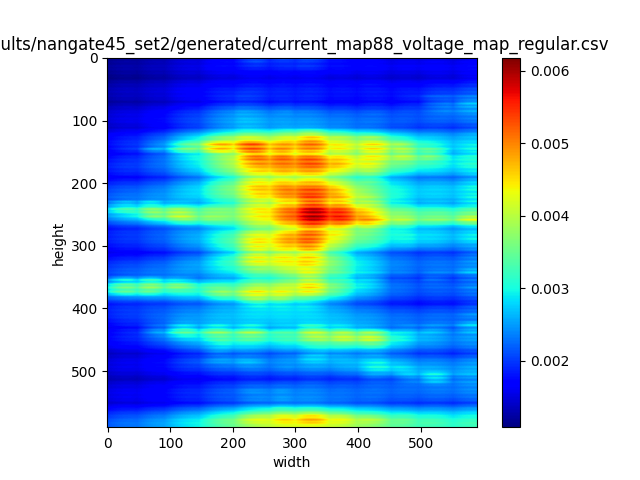 ults/nangate45_set2/generated/current_map88_voltage_map_regular.csv
0
100
200
300
400
500
height
0 100 200 300 400 500
width
0.006
0.005
0.004
0.003
0.002